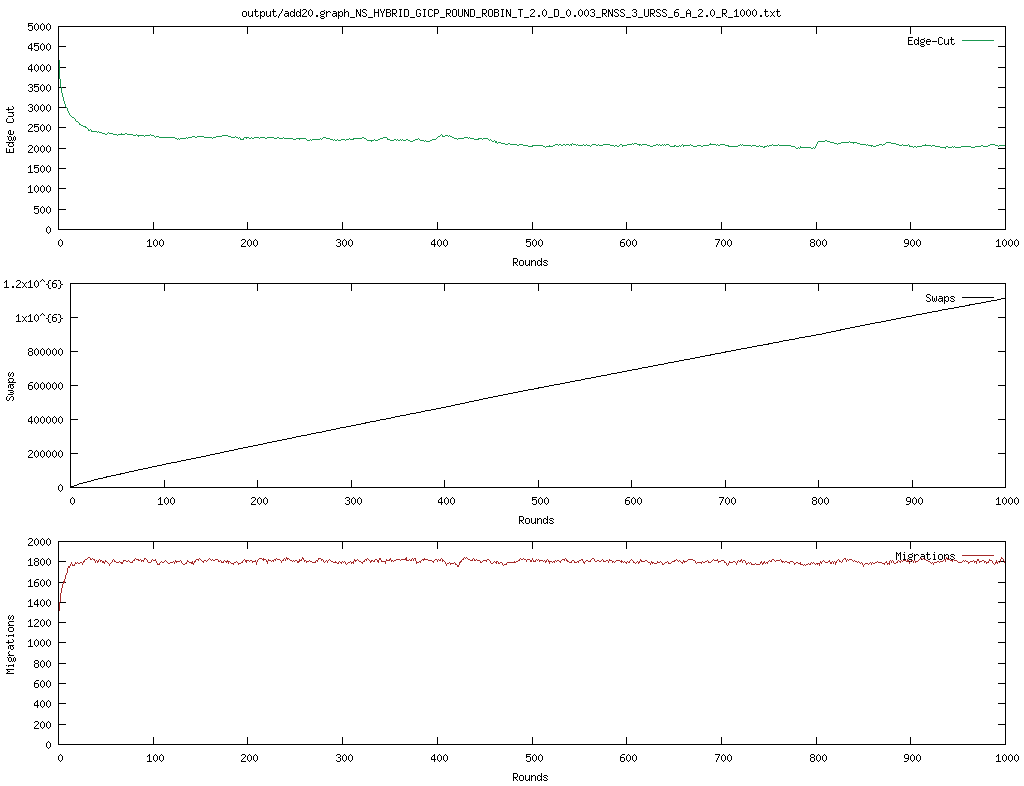 output/add20.graph_NS_HYBRID_GICP_ROUND_ROBIN_T_2.0_D_0.003_RNSS_3_URSS_6_A_2.0_R_1000.txt
5000
4500
4000
3500
3000
2500
2000
1500
1000
500
0
Edge Cut
Edge-Cut
0 100 200 300 400 500 600 700 800 900 1000
Rounds
1.2x10^{6}
1x10^{6}
800000
600000
400000
200000
0
Swaps
Swaps
0 100 200 300 400 500 600 700 800 900 1000
Rounds
2000
1800
1600
1400
1200
1000
800
600
400
200
0
Migrations
Migrations
0 100 200 300 400 500 600 700 800 900 1000
Rounds